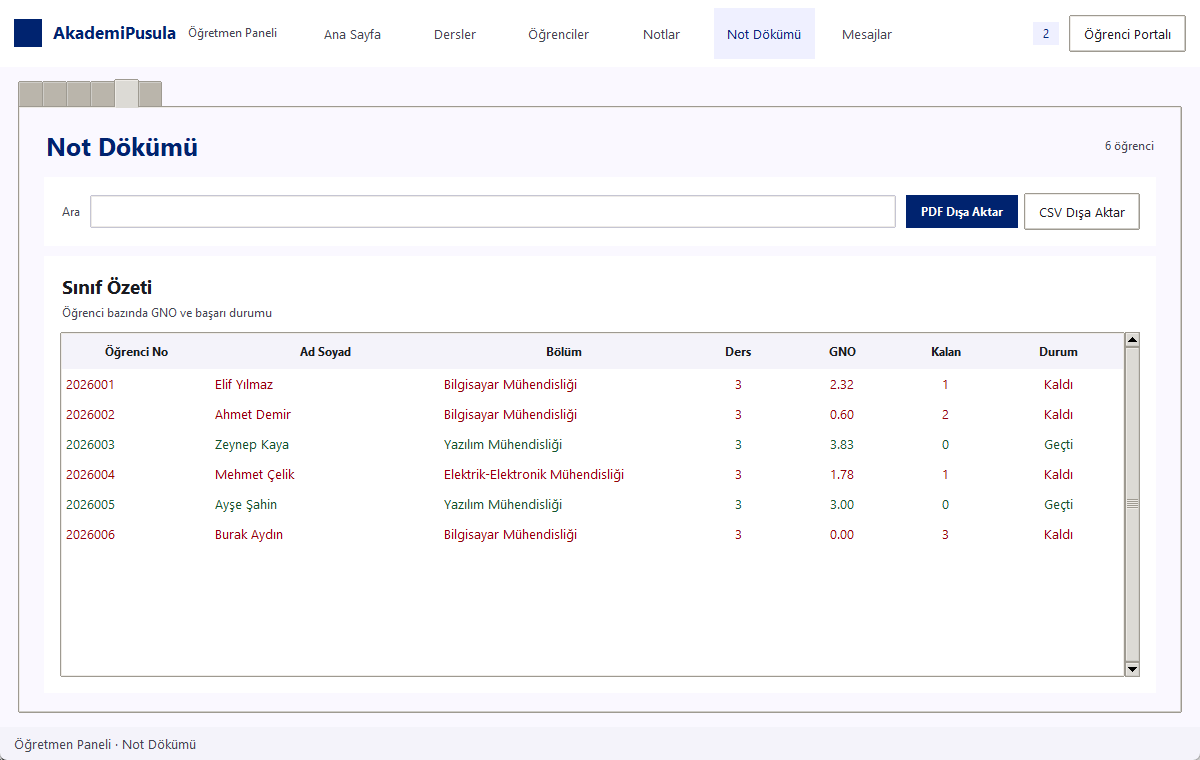 AkademiPusula Öğretmen Paneli Ana Sayfa Dersler Öğrenciler Notlar Not Dökümü Mesajlar 2 Öğrenci Portalı
Not Dökümü 6 öğrenci
Ara PDF Dışa Aktar CSV Dışa Aktar
Sınıf Özeti
Öğrenci bazında GNO ve başarı durumu
Öğrenci No Ad Soyad Bölüm Ders GNO Kalan Durum
2026001 Elif Yılmaz Bilgisayar Mühendisliği 3 2.32 1 Kaldı
2026002 Ahmet Demir Bilgisayar Mühendisliği 3 0.60 2 Kaldı
2026003 Zeynep Kaya Yazılım Mühendisliği 3 3.83 0 Geçti
2026004 Mehmet Çelik Elektrik-Elektronik Mühendisliği 3 1.78 1 Kaldı
2026005 Ayşe Şahin Yazılım Mühendisliği 3 3.00 0 Geçti
2026006 Burak Aydın Bilgisayar Mühendisliği 3 0.00 3 Kaldı
Öğretmen Paneli · Not Dökümü